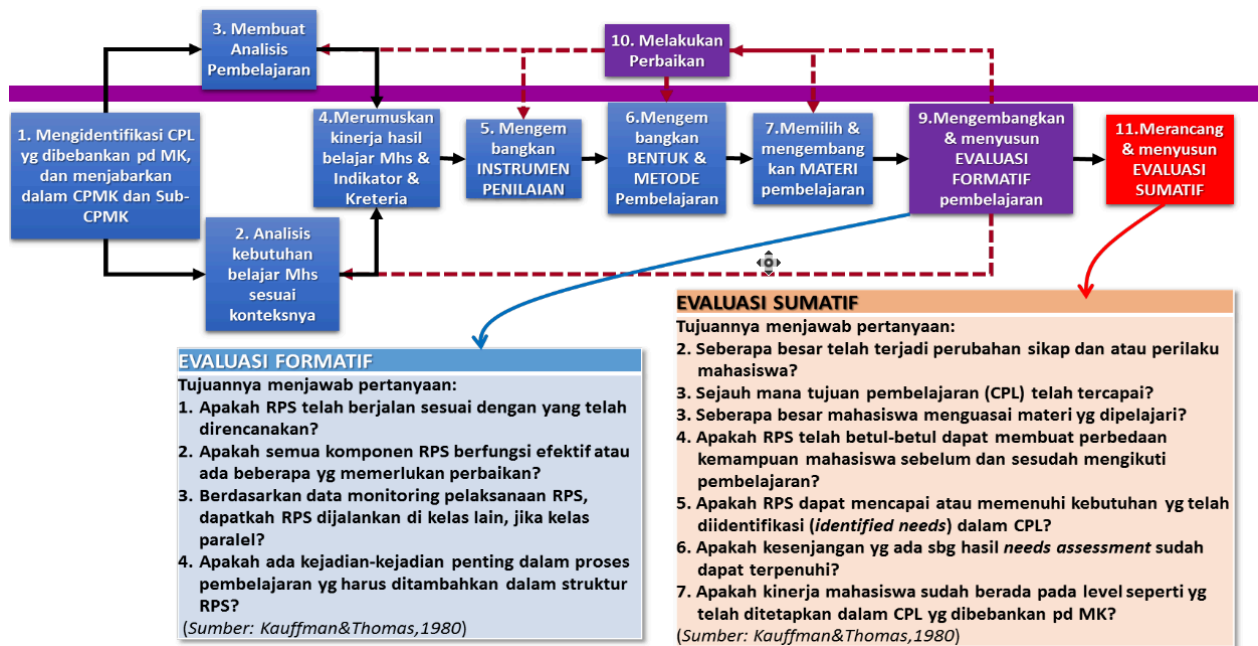 3. Membuat
Analisis
Pembelajaran
10. Melakukan
Perbaikan
1. Mengidentifikasi CPL
yg dibebankan pd MK,
dan menjabarkan
dalam CPMK dan Sub-
CPMK
4.Merumuskan
kinerja hasil
belajar Mhs &
Indikator &
Kreteria
5. Mengem
bangkan
INSTRUMEN
PENILAIAN
6.Mengem
bangkan
BENTUK &
METODE
Pembelajaran
7.Memilih &
mengembang
kan MATERI
pembelajaran
9.Mengembangkan
& menyusun
EVALUASI
FORMATIF
pembelajaran
11.Merancang
& menyusun
EVALUASI
SUMATIF
2. Analisis
kebutuhan
belajar Mhs
sesuai
konteksnya
EVALUASI FORMATIF
Tujuannya menjawab pertanyaan:
1. Apakah RPS telah berjalan sesuai dengan yang telah
direncanakan?
2. Apakah semua komponen RPS berfungsi efektif atau
ada beberapa yg memerlukan perbaikan?
3. Berdasarkan data monitoring pelaksanaan RPS,
dapatkah RPS dijalankan di kelas lain, jika kelas
paralel?
4. Apakah ada kejadian-kejadian penting dalam proses
pembelajaran yg harus ditambahkan dalam struktur
RPS?
(Sumber: Kauffman&Thomas,1980)
EVALUASI SUMATIF
Tujuannya menjawab pertanyaan:
2. Seberapa besar telah terjadi perubahan sikap dan atau perilaku
mahasiswa?
3. Sejauh mana tujuan pembelajaran (CPL) telah tercapai?
3. Seberapa besar mahasiswa menguasai materi yg dipelajari?
4. Apakah RPS telah betul-betul dapat membuat perbedaan
kemampuan mahasiswa sebelum dan sesudah mengikuti
pembelajaran?
5. Apakah RPS dapat mencapai atau memenuhi kebutuhan yg telah
diidentifikasi (identified needs) dalam CPL?
6. Apakah kesenjangan yg ada sbg hasil needs assessment sudah
dapat terpenuhi?
7. Apakah kinerja mahasiswa sudah berada pada level seperti yg
telah ditetapkan dalam CPL yg dibebankan pd MK?
(Sumber: Kauffman&Thomas,1980)